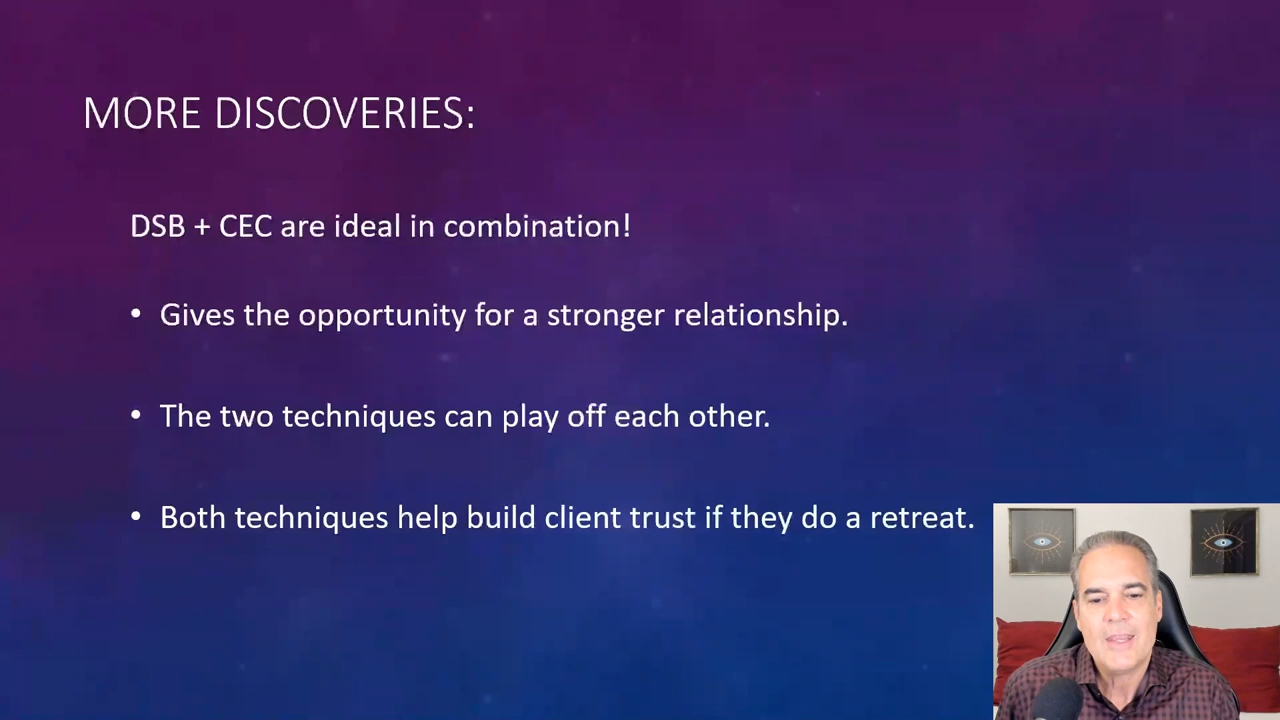 MORE DISCOVERIES:
DSB + CEC are ideal in combination!
• Gives the opportunity for a stronger relationship.
• The two techniques can play off each other.
• Both techniques help build client trust if they do a retreat.